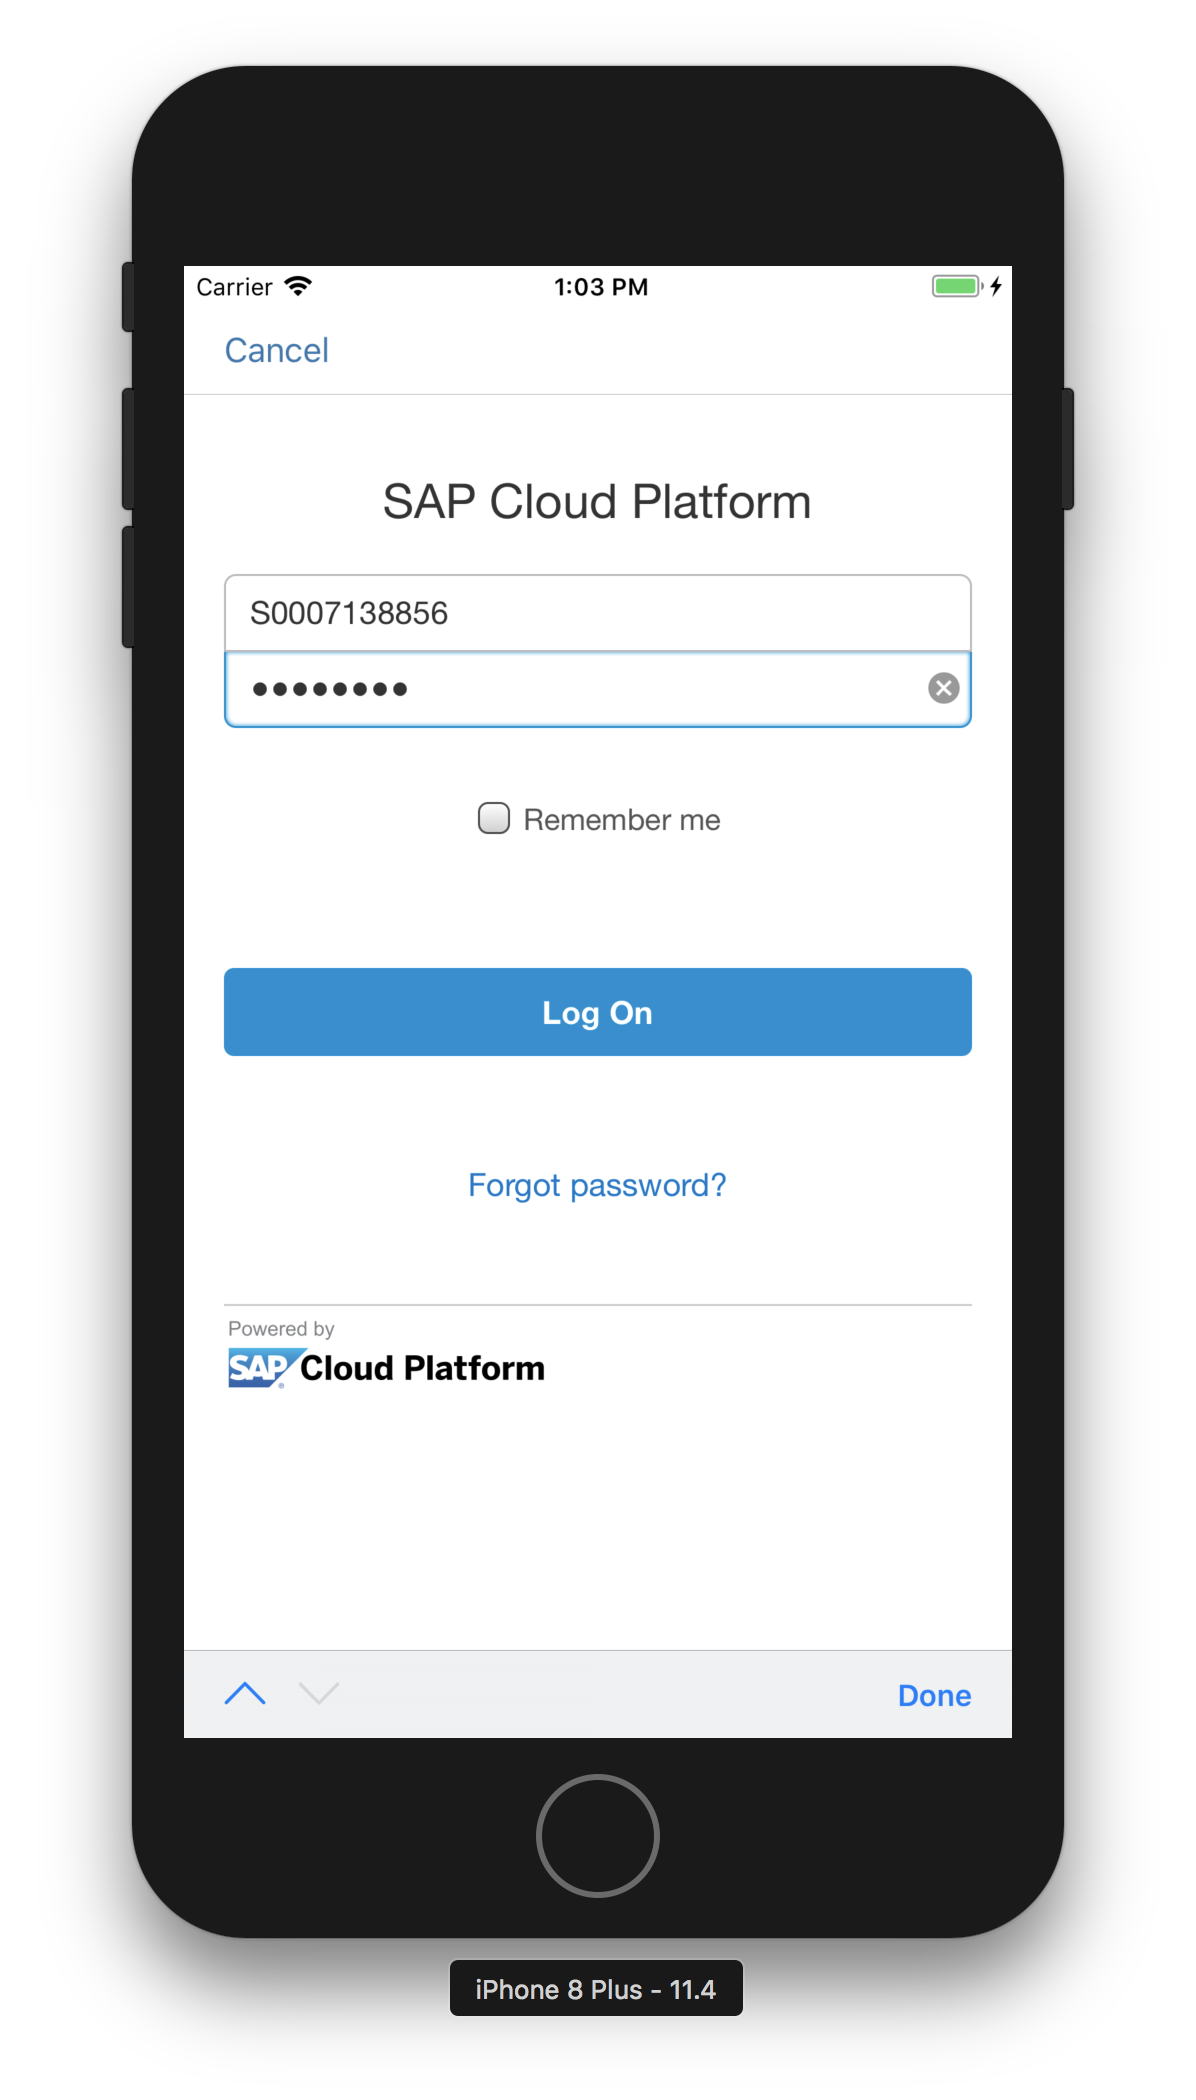 Carrier 1:03 PM
Cancel
SAP Cloud Platform
S0007138856
••••••••
Remember me
Log On
Forgot password?
Powered by
SAP® Cloud Platform
Done
iPhone 8 Plus - 11.4